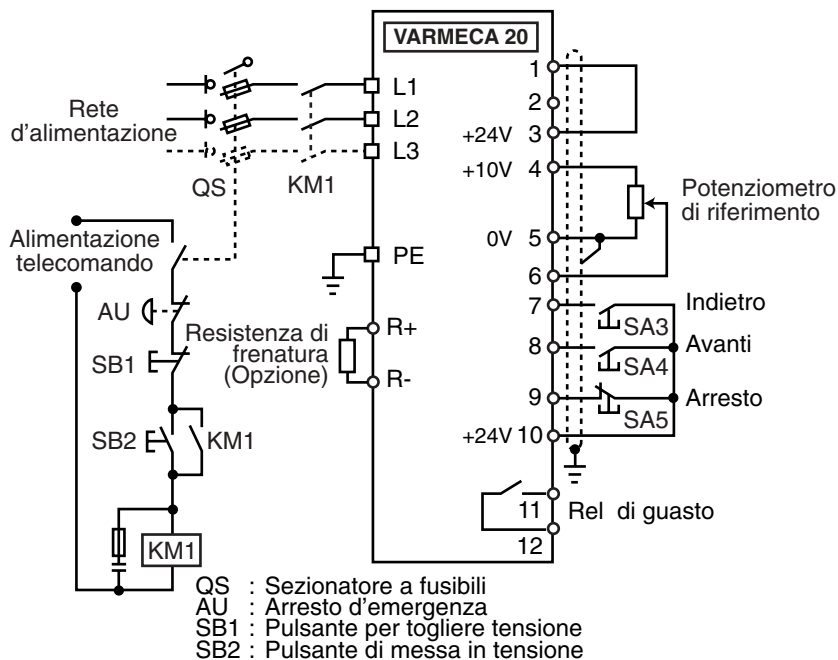 VARMECA 20
L1
L2
L3
Rete
d'alimentazione
QS
KM1
1
2
+24V 3
+10V 4
0V 5
6
7
8
9
+24V 10
11
12
Potenziometro
di riferimento
Indietro
SA3
Avanti
SA4
Arresto
SA5
Rel di guasto
Alimentazione
telecomando
PE
AU
Resistenza di
frenatura
(Opzione)
R+
R-
SB1
SB2
KM1
KM1
QS : Sezionatore a fusibili
AU : Arresto d'emergenza
SB1 : Pulsante per togliere tensione
SB2 : Pulsante di messa in tensione